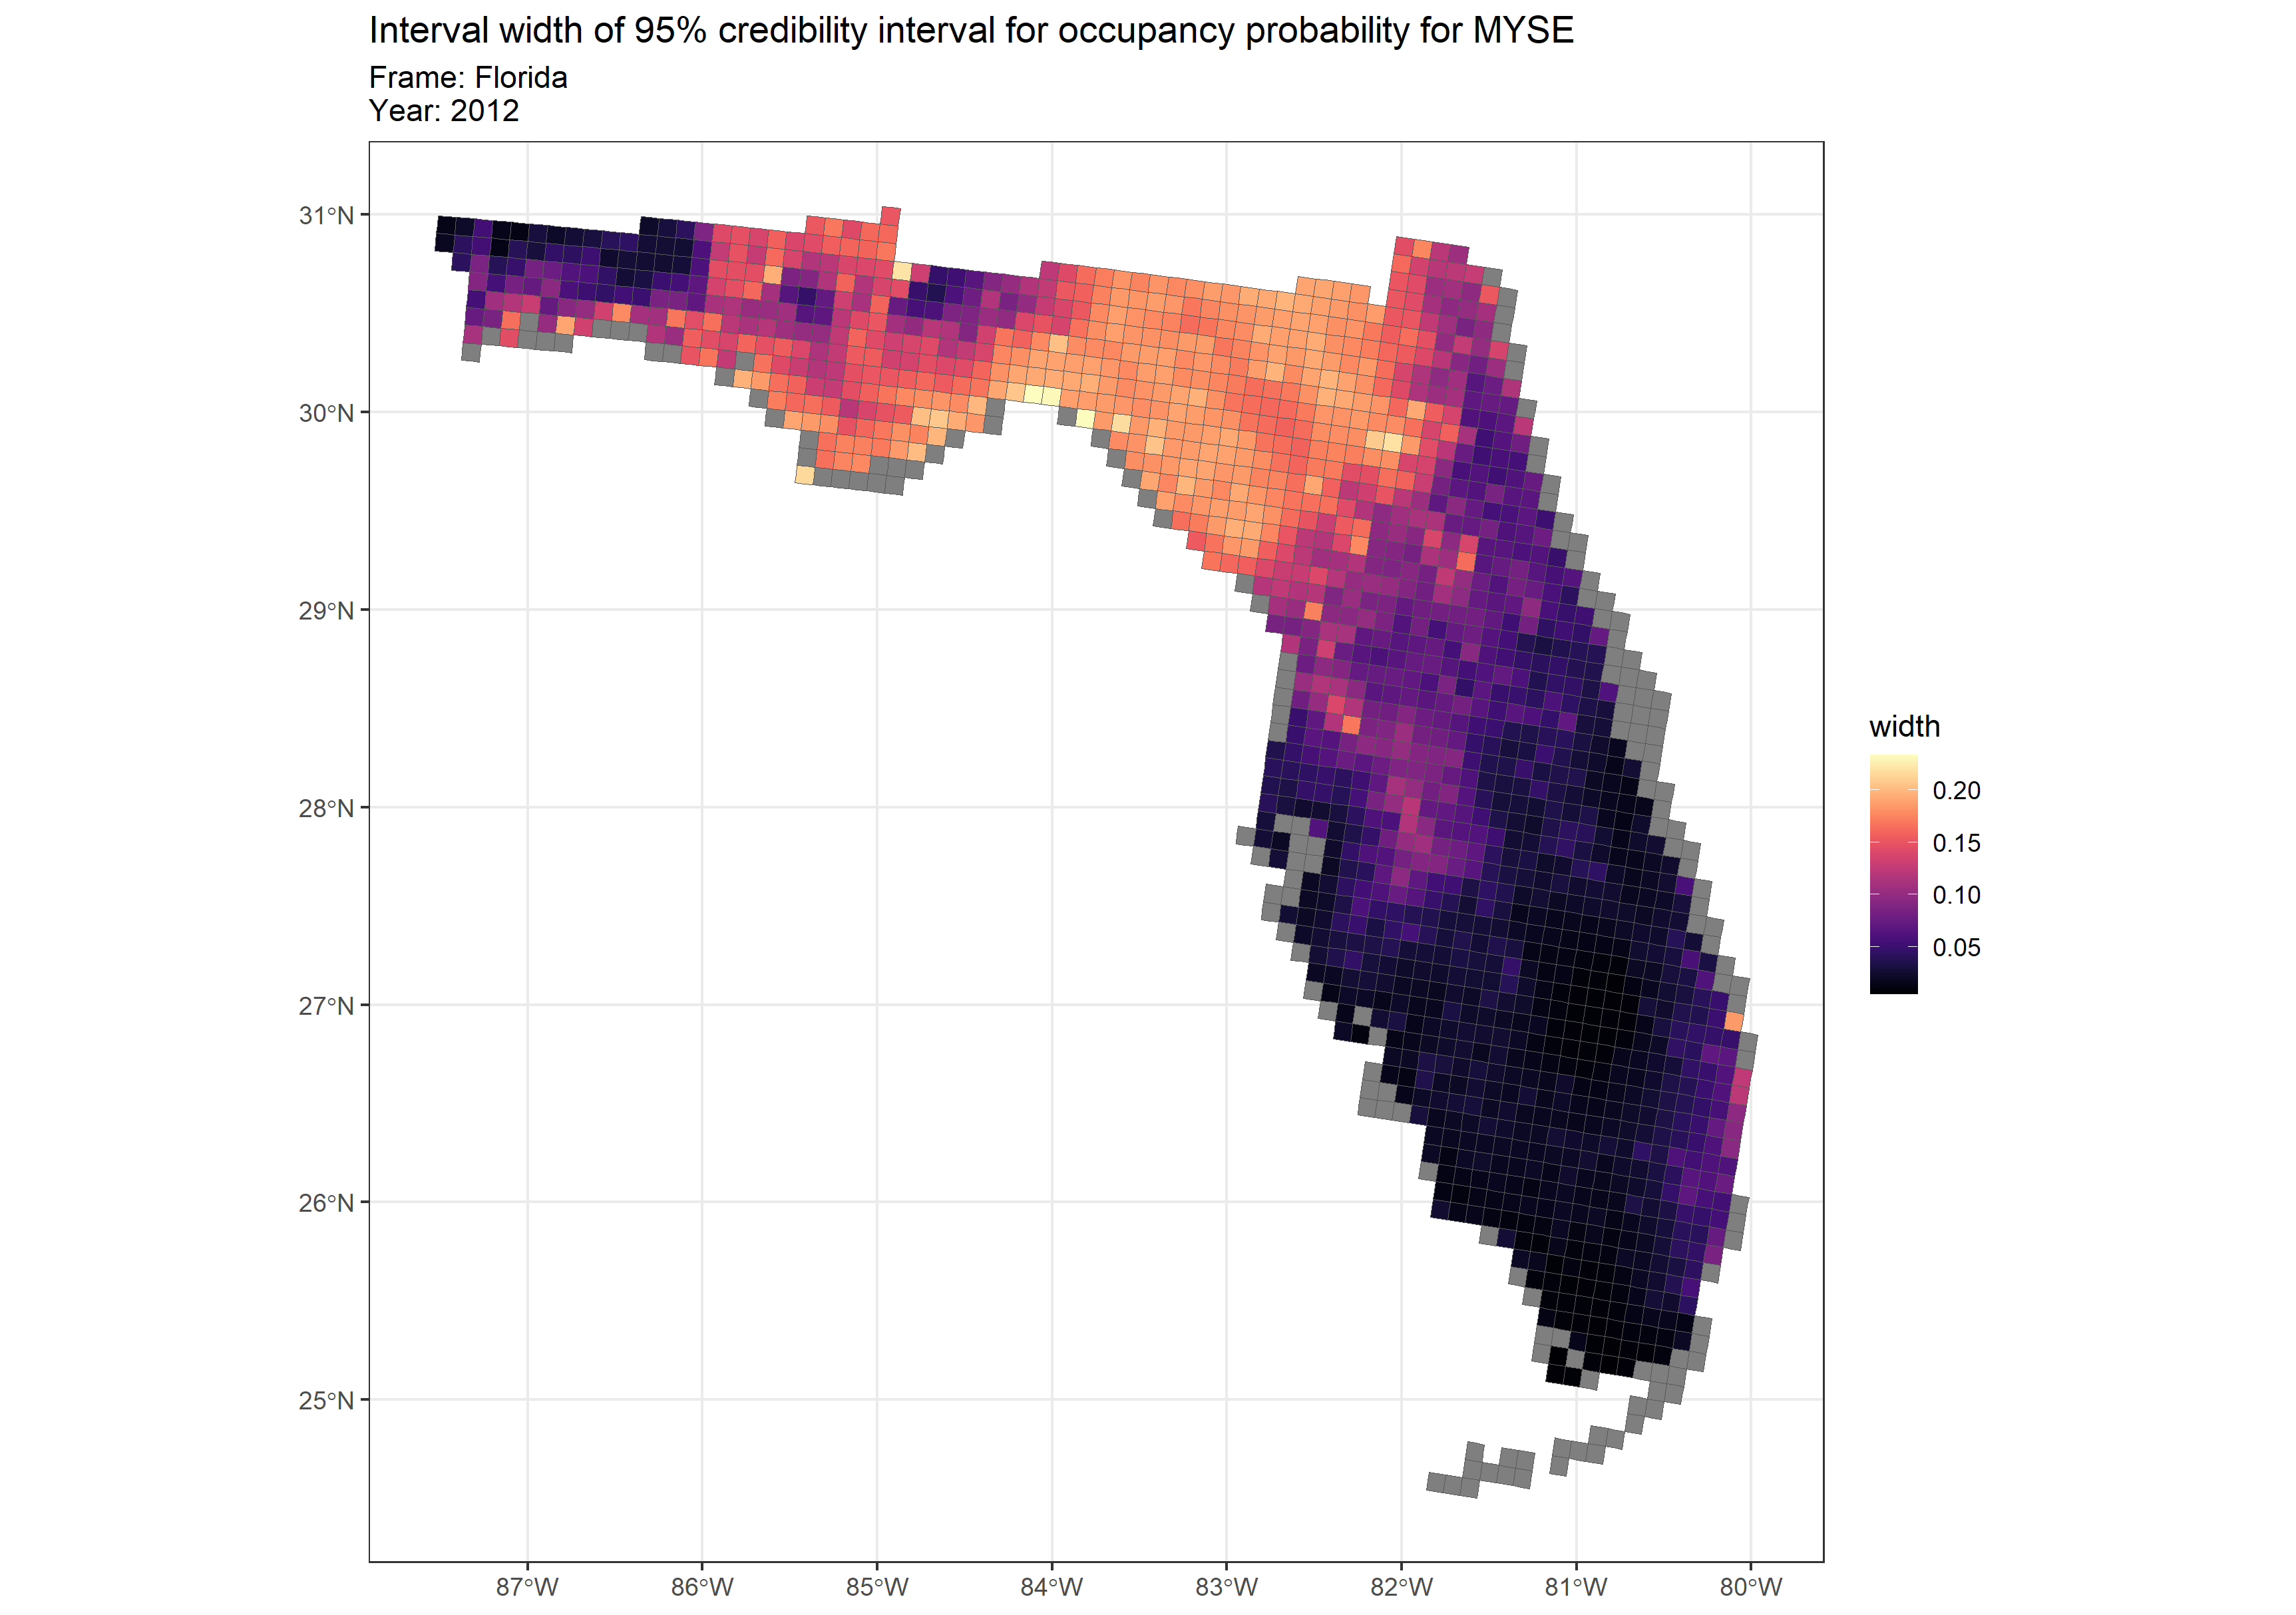 Interval width of 95% credibility interval for occupancy probability for MYSE
Frame: Florida
Year: 2012
31°N
30°N
29°N
28°N
27°N
26°N
25°N
87°W
86°W
85°W
84°W
83°W
82°W
81°W
80°W
width
0.20
0.15
0.10
0.05